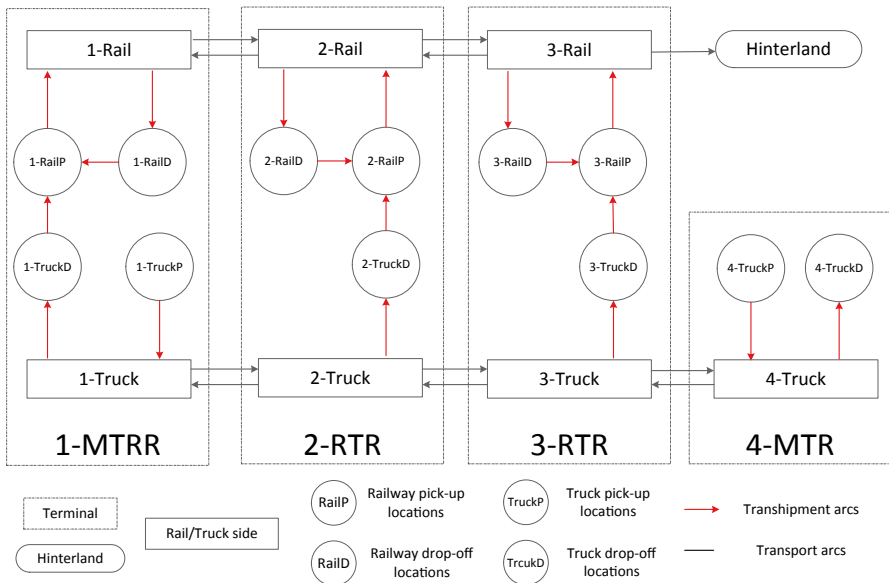 1-Rail
2-Rail
3-Rail
Hinterland
1-RailP
1-RailD
2-RailD
2-RailP
3-RailD
3-RailP
1-TruckD
1-TruckP
2-TruckD
3-TruckD
4-TruckP
4-TruckD
1-Truck
2-Truck
3-Truck
4-Truck
1-MTRR
2-RTR
3-RTR
4-MTR
Terminal
Hinterland
Rail/Truck side
RailP
Railway pick-up
locations
RailD
Railway drop-off
locations
TruckP
Truck pick-up
locations
TrcukD
Truck drop-off
locations
Transhipment arcs
Transport arcs